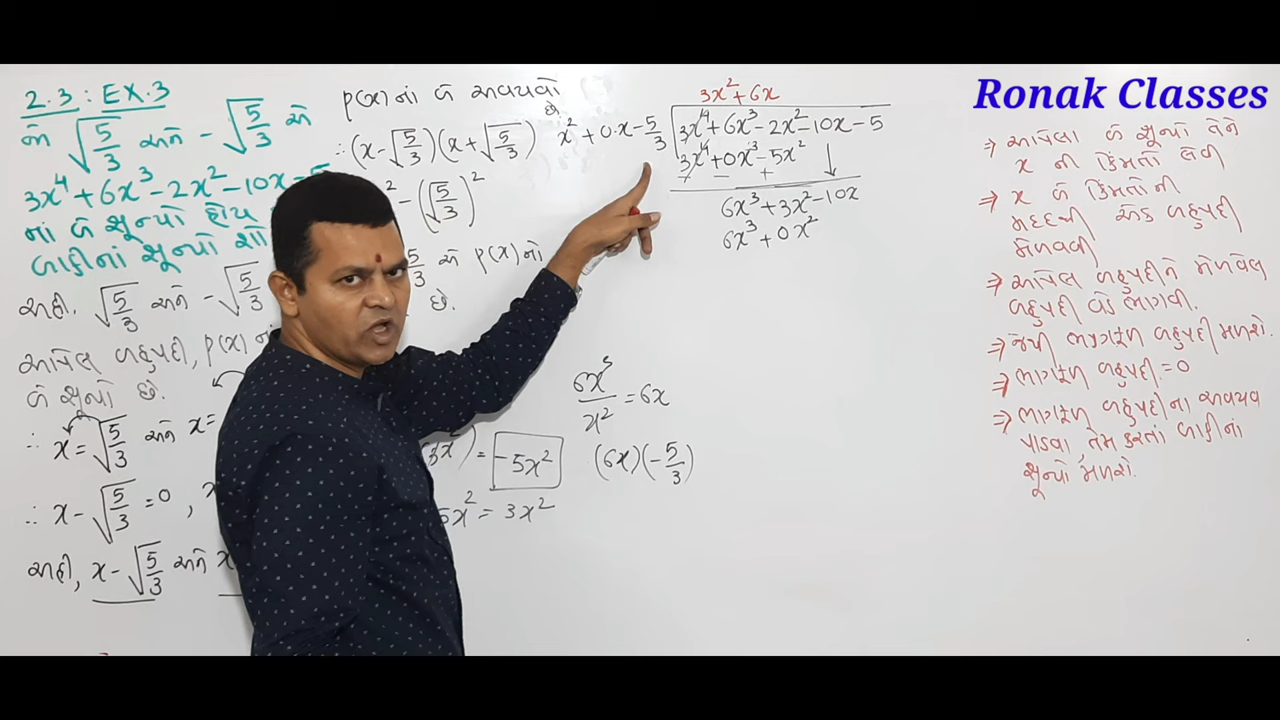 2.3 : EX.3
જો √5/3 અને -√5/3 એ
3x⁴ + 6x³ - 2x² - 10x - 5
નાં બે શૂન્યો હોય
બાકીનાં શૂન્યો શો
અહીં, √5/3 અને -√5/3
આપેલ બહુપદી, p(x) નાં
બે શૂન્યો છે.
∴ x = √5/3 અને x =
∴ x - √5/3 = 0 , x
અહીં, x - √5/3 અને x
p(x) નાં બે અવયવો
છે
∴ (x - √5/3)(x + √5/3)
² - (√5/3)²
5/3 એ p(x) નો
છે.
3x² + 6x
x² + 0·x - 5/3
3x⁴ + 6x³ - 2x² - 10x - 5
3x⁴ + 0x³ - 5x²
- - +
6x³ + 3x² - 10x
6x³ + 0x²
6x³/x² = 6x
(3x²) = -5x²
(6x)(-5/3)
5x² = 3x²
Ronak Classes
⇒ આપેલા બે શૂન્યો તેને
x ની કિંમતો લેવી
⇒ x બે કિંમતોની
મદદથી એક બહુપદી
મેળવવી
⇒ આપેલ બહુપદીને મેળવેલ
બહુપદી વડે ભાગવી.
⇒ જેથી ભાગફળ બહુપદી મળશે.
⇒ ભાગફળ બહુપદી = 0
⇒ ભાગફળ બહુપદીના અવયવ
પાડવા તેમ કરતાં બાકીનાં
શૂન્યો મળશે.